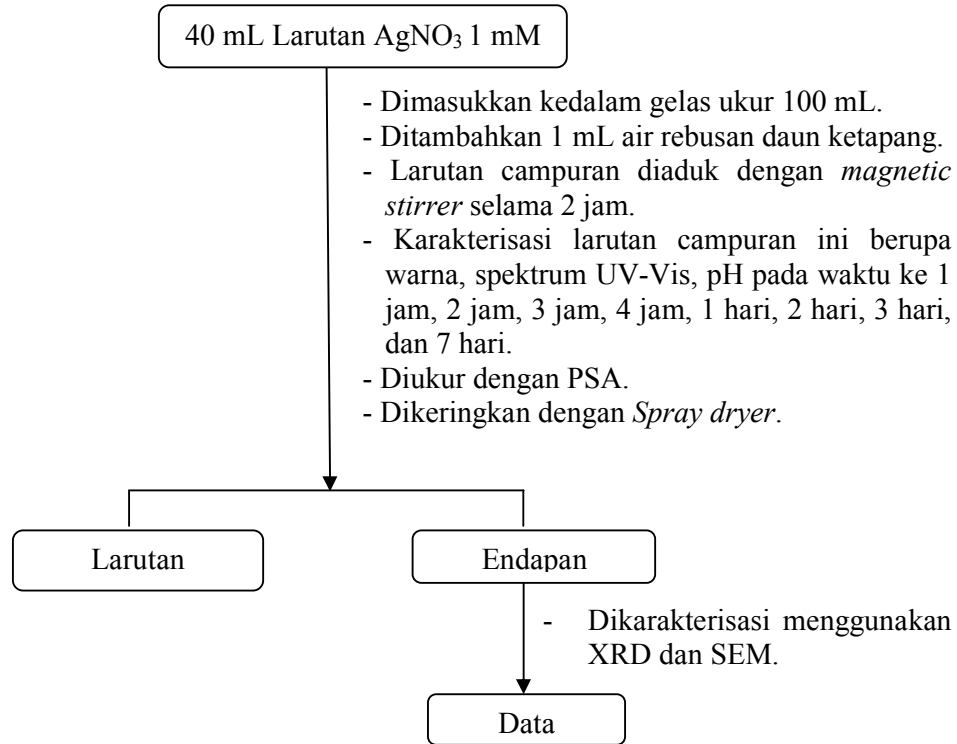 40 mL Larutan AgNO₃ 1 mM
- Dimasukkan kedalam gelas ukur 100 mL.
- Ditambahkan 1 mL air rebusan daun ketapang.
- Larutan campuran diaduk dengan magnetic
stirrer selama 2 jam.
- Karakterisasi larutan campuran ini berupa
warna, spektrum UV-Vis, pH pada waktu ke 1
jam, 2 jam, 3 jam, 4 jam, 1 hari, 2 hari, 3 hari,
dan 7 hari.
- Diukur dengan PSA.
- Dikeringkan dengan Spray dryer.
Larutan
Endapan
- Dikarakterisasi menggunakan
XRD dan SEM.
Data